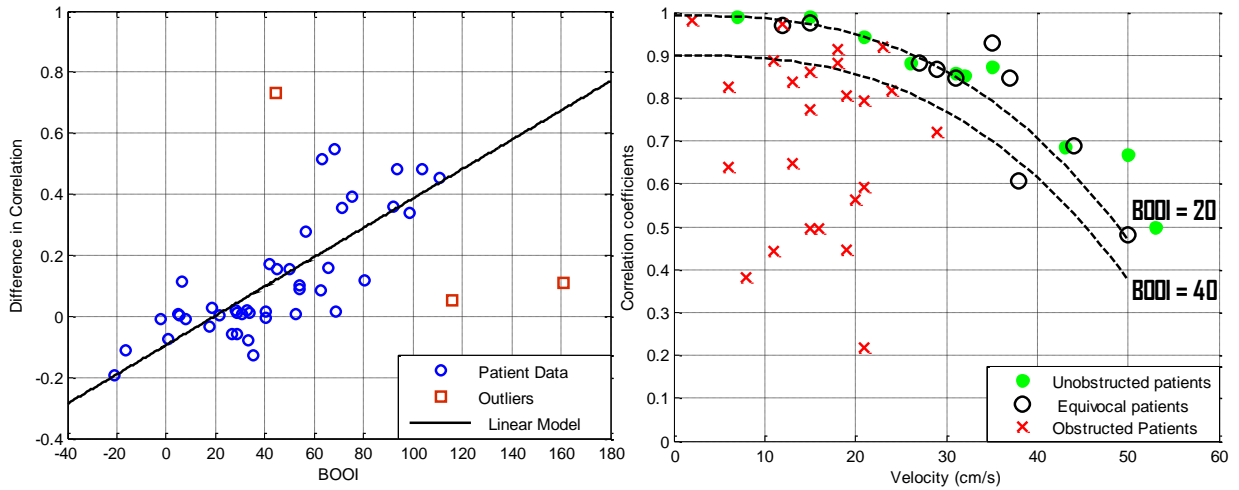 1
0.8
0.6
0.4
0.2
0
-0.2
-0.4
Difference in Correlation
-40 -20 0 20 40 60 80 100 120 140 160 180
BOOI
Patient Data
Outliers
Linear Model
1
0.9
0.8
0.7
0.6
0.5
0.4
0.3
0.2
0.1
0
Correlation coefficients
0 10 20 30 40 50 60
Velocity (cm/s)
BOOI = 20
BOOI = 40
Unobstructed patients
Equivocal patients
Obstructed Patients